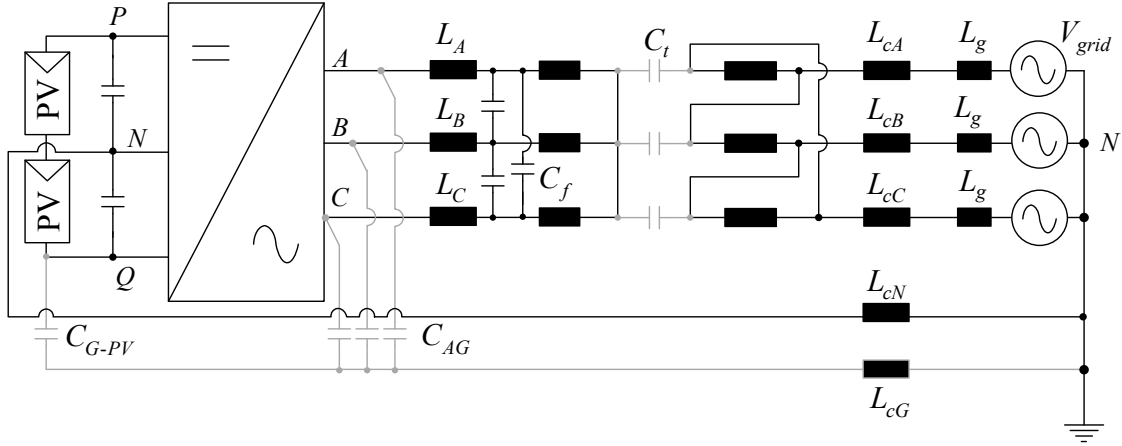 P
PV
N
PV
Q
A
B
C
L_A
L_B
L_C
C_f
C_t
L_cA
L_g
V_grid
L_cB
L_g
N
L_cC
L_g
L_cN
C_G-PV
C_AG
L_cG